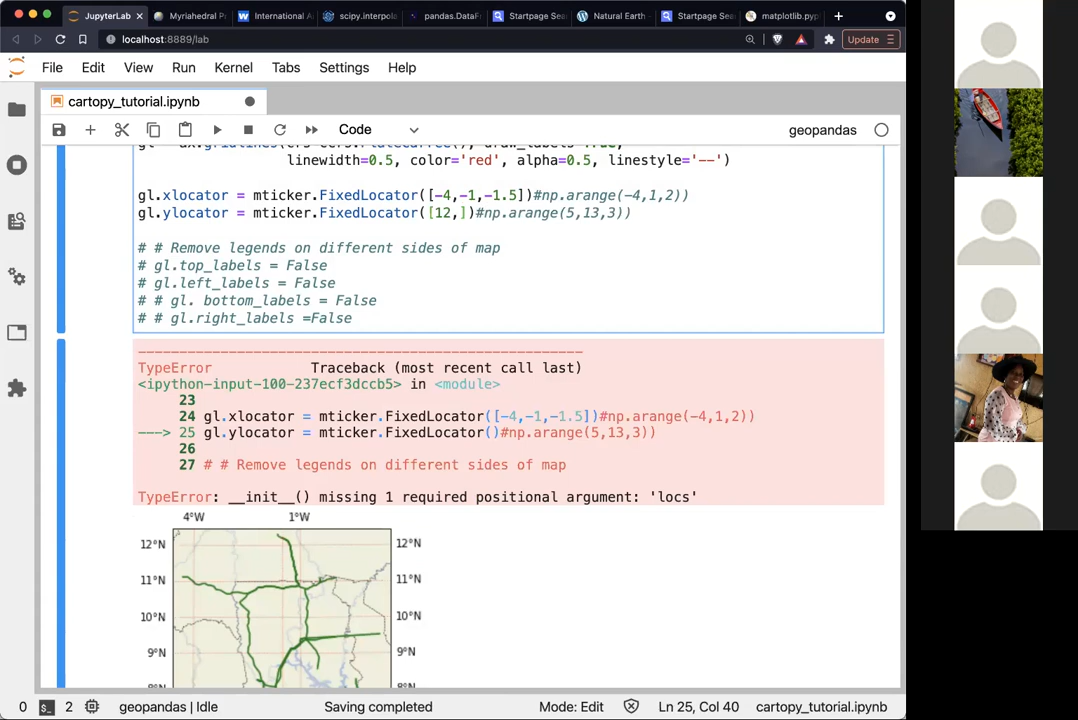 JupyterLab
Myriahedral P
International A
scipy.interpola
pandas.DataF
Startpage Sea
Natural Earth -
Startpage Sea
matplotlib.pyp
localhost:8889/lab
Update
File Edit View Run Kernel Tabs Settings Help
cartopy_tutorial.ipynb
Code
geopandas
linewidth=0.5, color='red', alpha=0.5, linestyle='--')
gl.xlocator = mticker.FixedLocator([-4,-1,-1.5])#np.arange(-4,1,2))
gl.ylocator = mticker.FixedLocator([12,])#np.arange(5,13,3))
# # Remove legends on different sides of map
# gl.top_labels = False
# gl.left_labels = False
# # gl. bottom_labels = False
# # gl.right_labels =False
---------------------------------------------------------------------------
TypeError Traceback (most recent call last)
<ipython-input-100-237ecf3dccb5> in <module>
23
24 gl.xlocator = mticker.FixedLocator([-4,-1,-1.5])#np.arange(-4,1,2))
---> 25 gl.ylocator = mticker.FixedLocator()#np.arange(5,13,3))
26
27 # # Remove legends on different sides of map
TypeError: __init__() missing 1 required positional argument: 'locs'
4°W 1°W
12°N 12°N
11°N 11°N
10°N 10°N
9°N 9°N
0 2 geopandas | Idle Saving completed Mode: Edit Ln 25, Col 40 cartopy_tutorial.ipynb